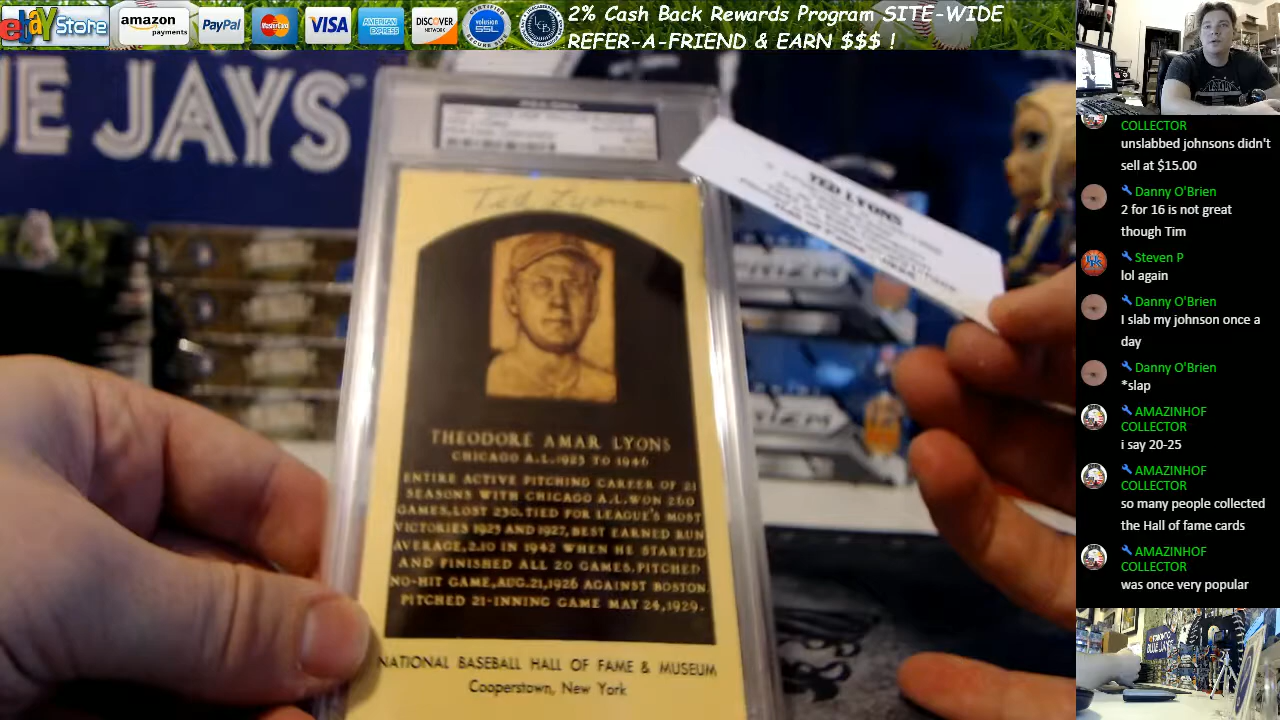 ebay Store
amazon payments
PayPal
MasterCard
VISA
AMERICAN EXPRESS
DISCOVER NETWORK
2% Cash Back Rewards Program SITE-WIDE
REFER-A-FRIEND & EARN $$$ !
UE JAYS
Ted Lyons
TED LYONS
THEODORE AMAR LYONS
CHICAGO A.L. 1923 TO 1946
ENTIRE ACTIVE PITCHING CAREER OF 21
SEASONS WITH CHICAGO A.L. WON 260
GAMES, LOST 230. TIED FOR LEAGUE'S MOST
VICTORIES 1925 AND 1927. BEST EARNED RUN
AVERAGE, 2.10 IN 1942 WHEN HE STARTED
AND FINISHED ALL 20 GAMES. PITCHED
NO-HIT GAME, AUG. 21, 1926 AGAINST BOSTON.
PITCHED 21-INNING GAME MAY 24, 1929.
NATIONAL BASEBALL HALL OF FAME & MUSEUM
Cooperstown, New York
COLLECTOR
unslabbed johnsons didn't
sell at $15.00
Danny O'Brien
2 for 16 is not great
though Tim
Steven P
lol again
Danny O'Brien
I slab my johnson once a
day
Danny O'Brien
*slap
AMAZINHOF
COLLECTOR
i say 20-25
AMAZINHOF
COLLECTOR
so many people collected
the Hall of fame cards
AMAZINHOF
COLLECTOR
was once very popular